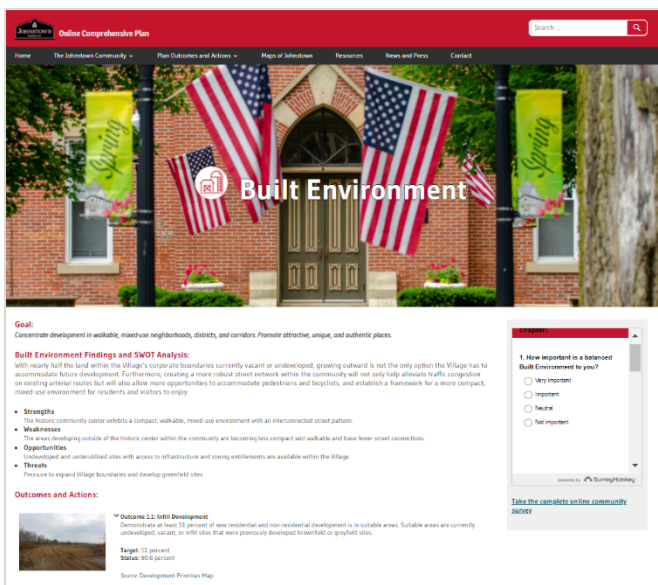 JOHNSTOWN
Online Comprehensive Plan
Search ...
Home
The Johnstown Community
Plan Outcomes and Actions
Maps of Johnstown
Resources
News and Press
Contact
Spring
Spring
Built Environment
Goal:
Concentrate development in walkable, mixed-use neighborhoods, districts, and corridors. Promote attractive, unique, and authentic places.
Built Environment Findings and SWOT Analysis:
With nearly half the land within the Village's corporate boundaries currently vacant or undeveloped, growing outward is not the only option the Village has to
accommodate future development. Furthermore, creating a more robust street network within the community will not only help alleviate traffic congestion
on existing arterial routes but will also allow more opportunities to accommodate pedestrians and bicyclists, and establish a framework for a more compact,
mixed-use environment for residents and visitors to enjoy.
• Strengths
The historic community center exhibits a compact, walkable, mixed use environment with an interconnected street pattern.
• Weaknesses
The areas developing outside of the historic center within the community are becoming less compact and walkable and have fewer street connections.
• Opportunities
Undeveloped and underutilized sites with access to infrastructure and zoning entitlements are available within the Village.
• Threats
Pressure to expand Village boundaries and develop greenfield sites.
Outcomes and Actions:
Outcome 1.1: Infill Development
Demonstrate at least 51 percent of new residential and non-residential development is in suitable areas. Suitable areas are currently
undeveloped, vacant, or infill sites that were previously developed brownfield or greyfield sites.
Target: 51 percent
Status: 80.6 percent
Source: Development Priorities Map
chapter:
1. How important is a balanced
Built Environment to you?
Very important
Important
Neutral
Not important
powered by SurveyMonkey
Take the complete online community
survey